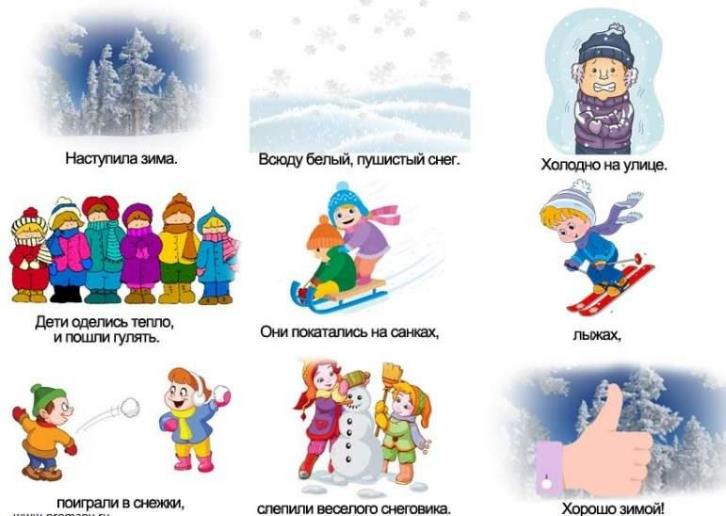 Наступила зима.
Всюду белый, пушистый снег.
Холодно на улице.
Дети оделись тепло,
и пошли гулять.
Они покатались на санках,
лыжах,
поиграли в снежки,
слепили веселого снеговика.
Хорошо зимой!